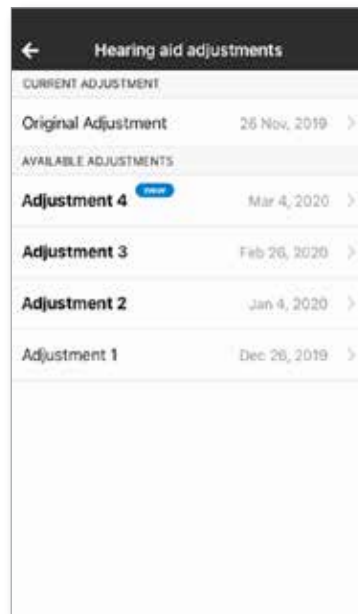 Hearing aid adjustments
CURRENT ADJUSTMENT
Original Adjustment 26 Nov, 2019
AVAILABLE ADJUSTMENTS
Adjustment 4 new Mar 4, 2020
Adjustment 3 Feb 26, 2020
Adjustment 2 Jan 4, 2020
Adjustment 1 Dec 26, 2019